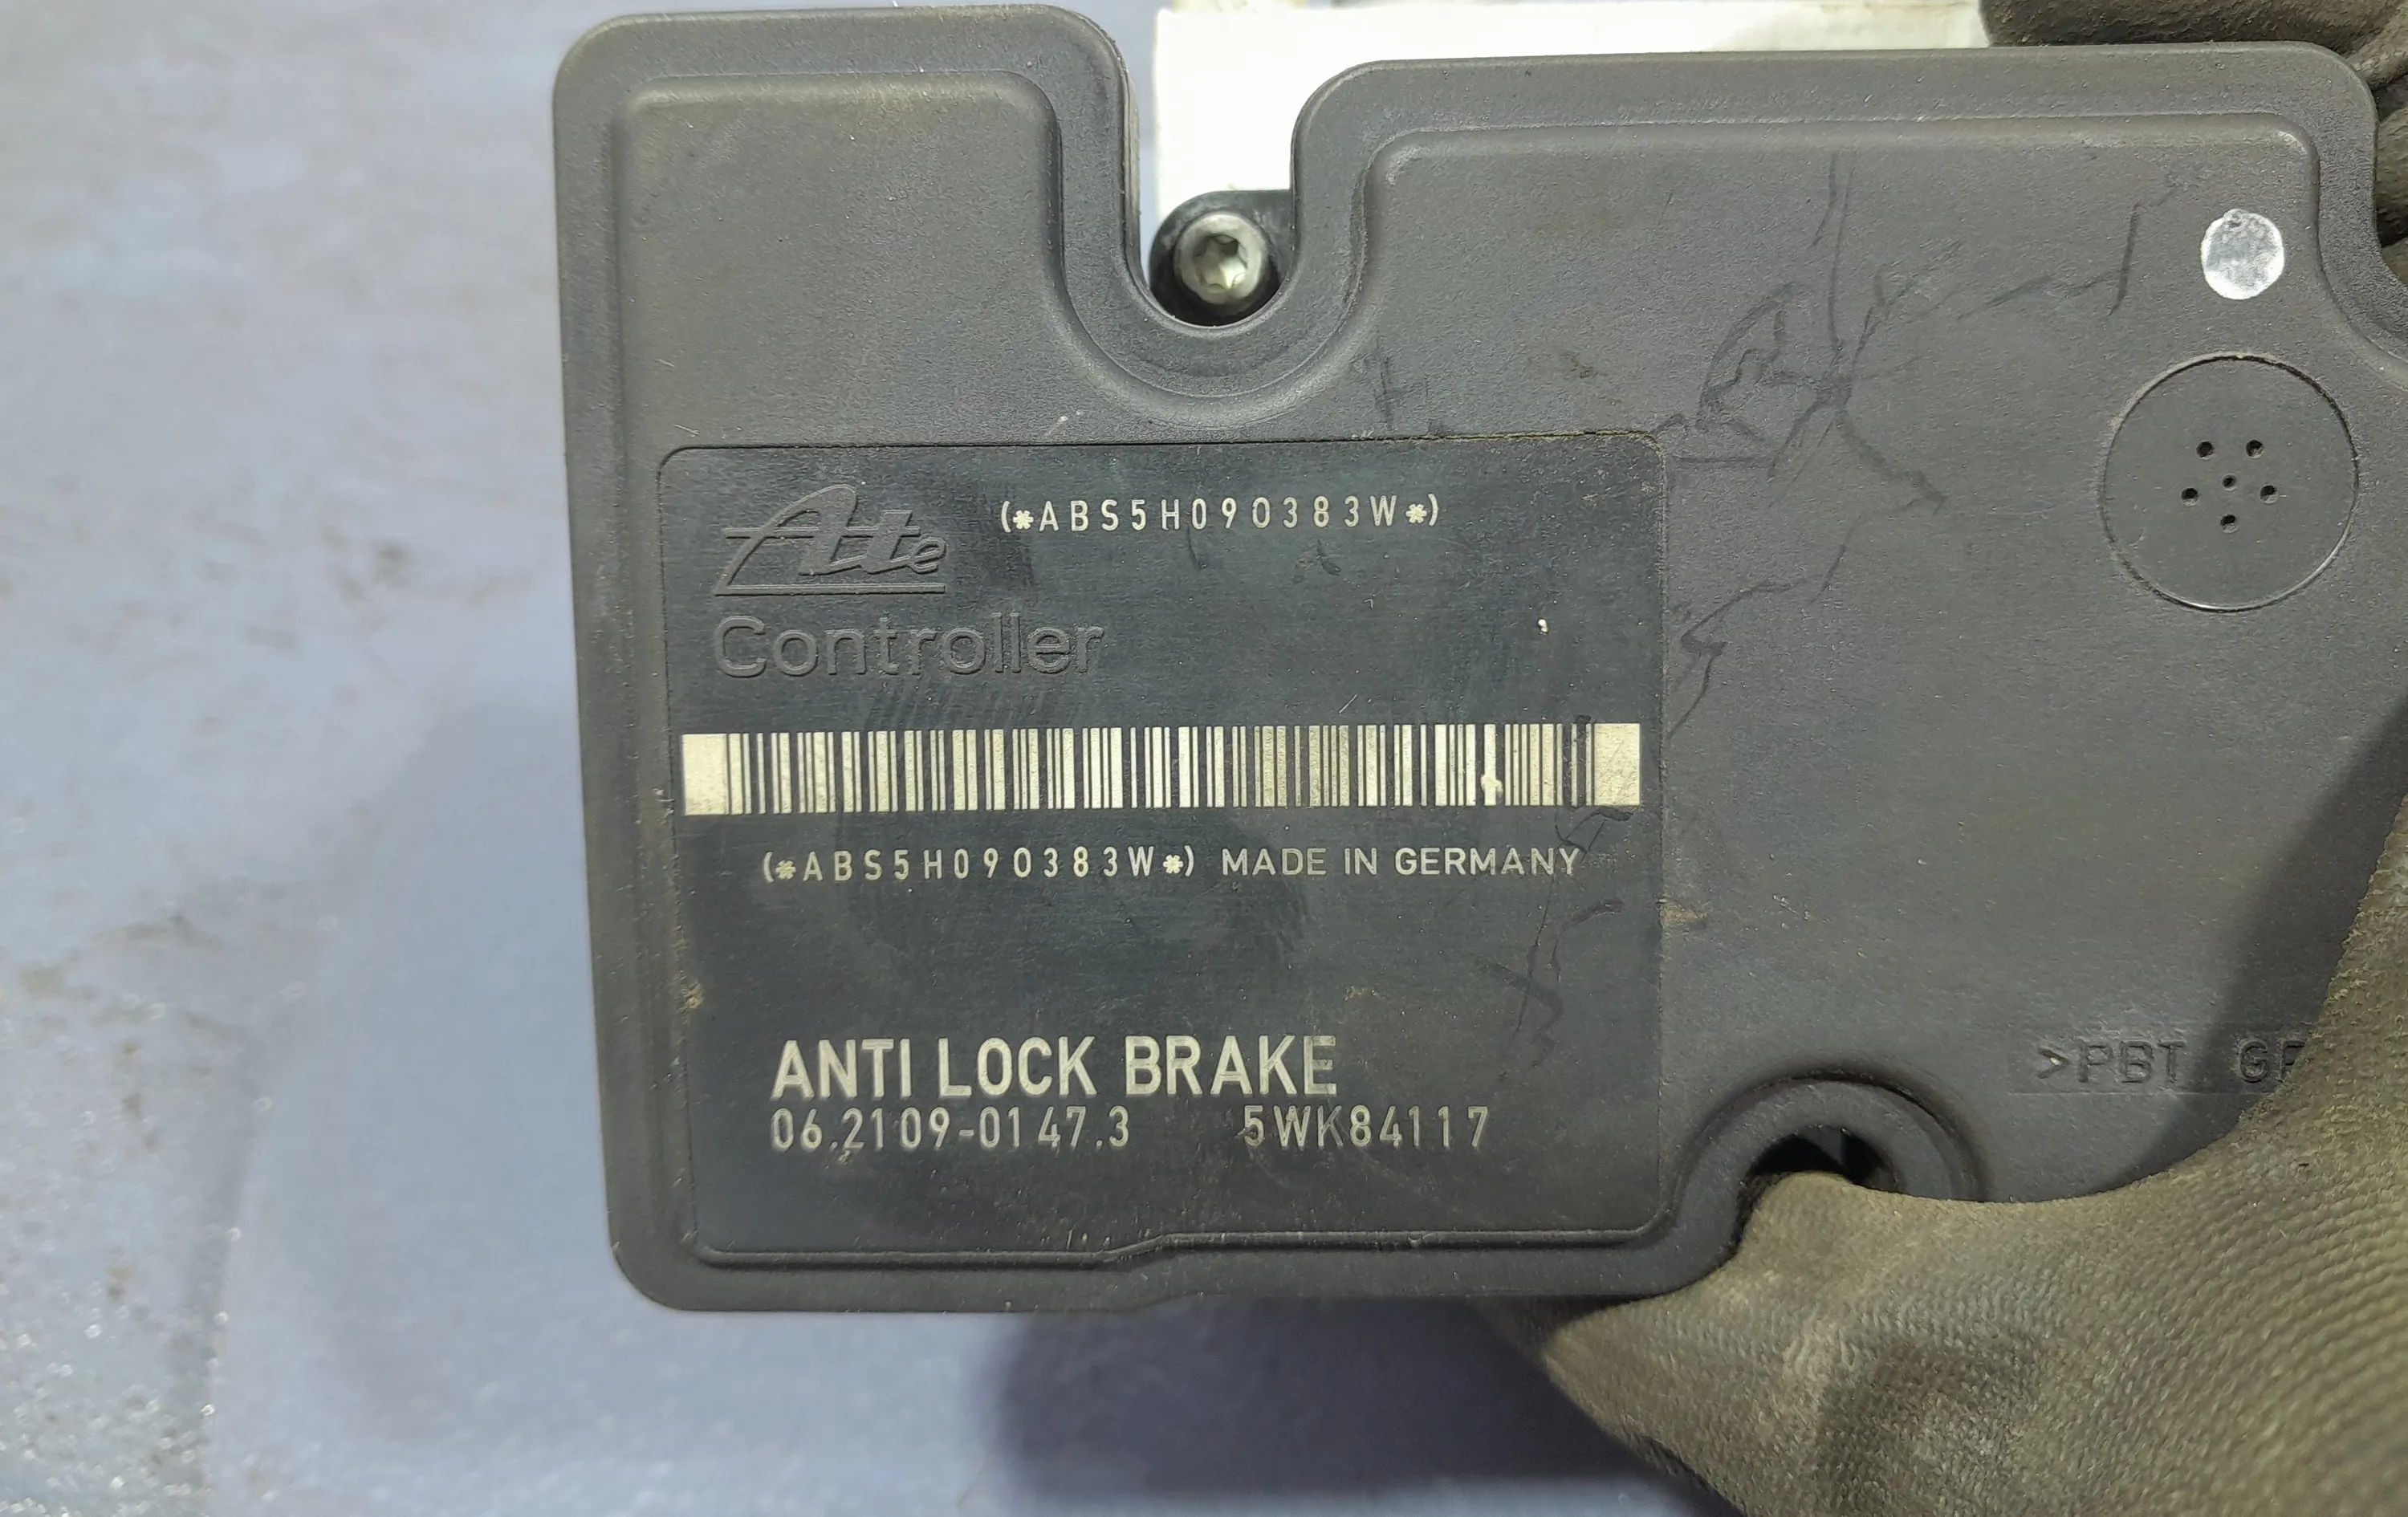 (*ABS5H090383W*)
Ate
Controller
(*ABS5H090383W*) MADE IN GERMANY
ANTI LOCK BRAKE
06.2109-0147.3 5WK84117
>PBT